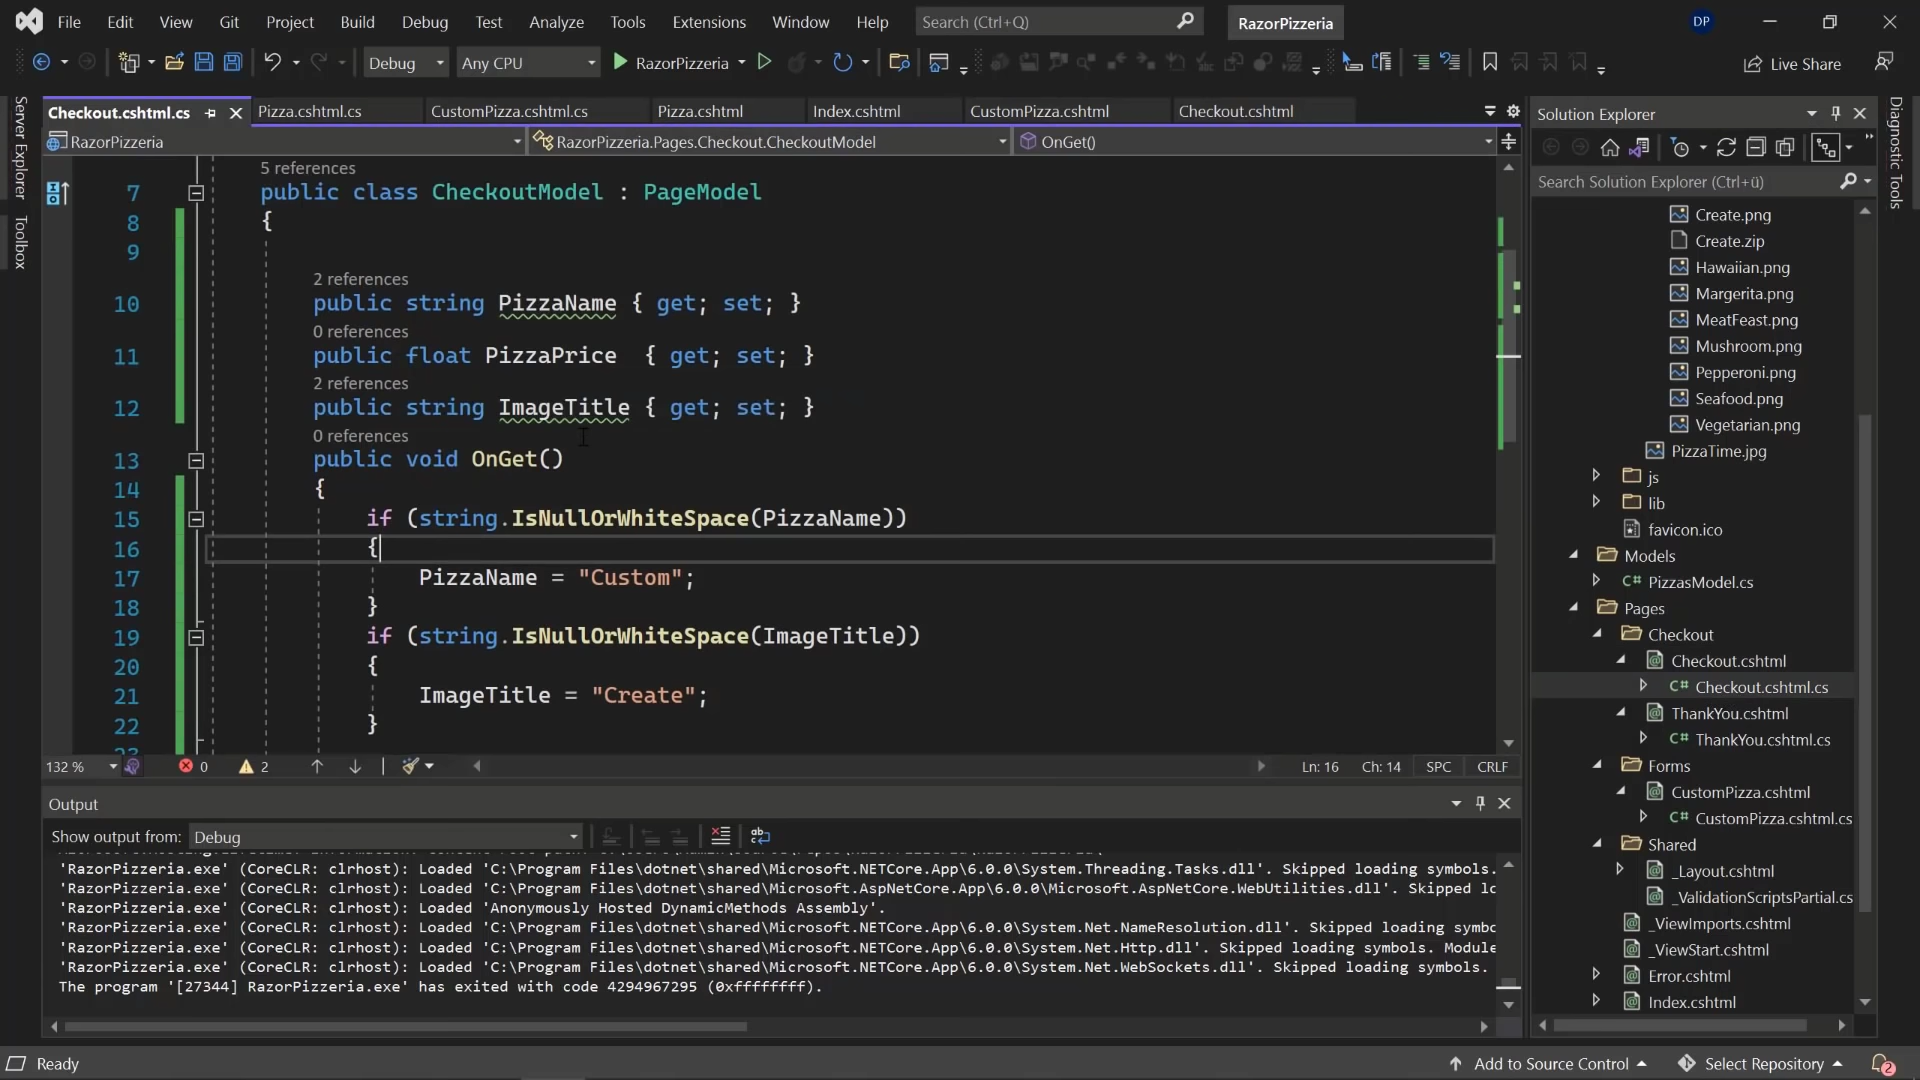 File Edit View Git Project Build Debug Test Analyze Tools Extensions Window Help Search (Ctrl+Q) RazorPizzeria DP
Debug Any CPU RazorPizzeria Live Share
Server Explorer
Toolbox
Checkout.cshtml.cs Pizza.cshtml.cs CustomPizza.cshtml.cs Pizza.cshtml Index.cshtml CustomPizza.cshtml Checkout.cshtml
RazorPizzeria RazorPizzeria.Pages.Checkout.CheckoutModel OnGet()
5 references
7 public class CheckoutModel : PageModel
8 {
9
2 references
10 public string PizzaName { get; set; }
0 references
11 public float PizzaPrice { get; set; }
2 references
12 public string ImageTitle { get; set; }
0 references
13 public void OnGet()
14 {
15 if (string.IsNullOrWhiteSpace(PizzaName))
16 {
17 PizzaName = "Custom";
18 }
19 if (string.IsNullOrWhiteSpace(ImageTitle))
20 {
21 ImageTitle = "Create";
22 }
23
132 % 0 2 Ln: 16 Ch: 14 SPC CRLF
Output
Show output from: Debug
'RazorPizzeria.exe' (CoreCLR: clrhost): Loaded 'C:\Program Files\dotnet\shared\Microsoft.NETCore.App\6.0.0\System.Threading.Tasks.dll'. Skipped loading symbols.
'RazorPizzeria.exe' (CoreCLR: clrhost): Loaded 'C:\Program Files\dotnet\shared\Microsoft.AspNetCore.App\6.0.0\Microsoft.AspNetCore.WebUtilities.dll'. Skipped lo
'RazorPizzeria.exe' (CoreCLR: clrhost): Loaded 'Anonymously Hosted DynamicMethods Assembly'.
'RazorPizzeria.exe' (CoreCLR: clrhost): Loaded 'C:\Program Files\dotnet\shared\Microsoft.NETCore.App\6.0.0\System.Net.NameResolution.dll'. Skipped loading symbo
'RazorPizzeria.exe' (CoreCLR: clrhost): Loaded 'C:\Program Files\dotnet\shared\Microsoft.NETCore.App\6.0.0\System.Net.Http.dll'. Skipped loading symbols. Module
'RazorPizzeria.exe' (CoreCLR: clrhost): Loaded 'C:\Program Files\dotnet\shared\Microsoft.NETCore.App\6.0.0\System.Net.WebSockets.dll'. Skipped loading symbols.
The program '[27344] RazorPizzeria.exe' has exited with code 4294967295 (0xffffffff).
Solution Explorer
Search Solution Explorer (Ctrl+ü)
Create.png
Create.zip
Hawaiian.png
Margerita.png
MeatFeast.png
Mushroom.png
Pepperoni.png
Seafood.png
Vegetarian.png
PizzaTime.jpg
js
lib
favicon.ico
Models
C# PizzasModel.cs
Pages
Checkout
Checkout.cshtml
C# Checkout.cshtml.cs
ThankYou.cshtml
C# ThankYou.cshtml.cs
Forms
CustomPizza.cshtml
C# CustomPizza.cshtml.cs
Shared
_Layout.cshtml
_ValidationScriptsPartial.cs
_ViewImports.cshtml
_ViewStart.cshtml
Error.cshtml
Index.cshtml
Diagnostic Tools
Ready Add to Source Control Select Repository 2